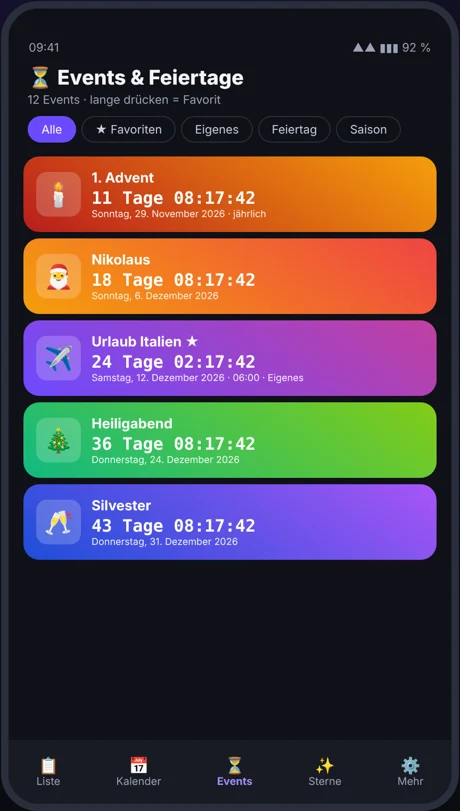 09:41 92 %
⏳ Events & Feiertage
12 Events · lange drücken = Favorit
Alle ★ Favoriten Eigenes Feiertag Saison
1. Advent
11 Tage 08:17:42
Sonntag, 29. November 2026 · jährlich
Nikolaus
18 Tage 08:17:42
Sonntag, 6. Dezember 2026
Urlaub Italien ★
24 Tage 02:17:42
Samstag, 12. Dezember 2026 · 06:00 · Eigenes
Heiligabend
36 Tage 08:17:42
Donnerstag, 24. Dezember 2026
Silvester
43 Tage 08:17:42
Donnerstag, 31. Dezember 2026
Liste Kalender Events Sterne Mehr